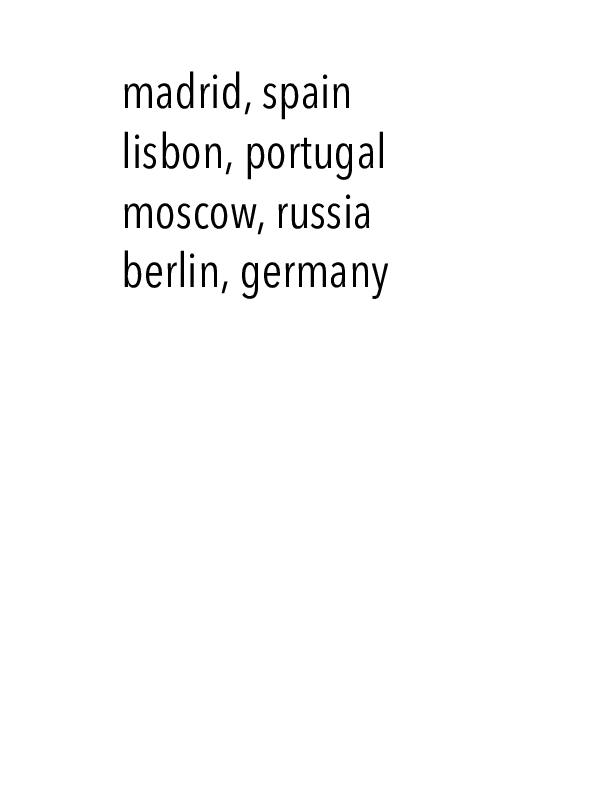 madrid, spain
lisbon, portugal
moscow, russia
berlin, germany